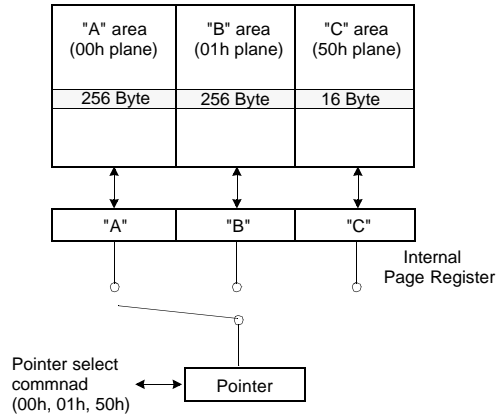 "A" area
(00h plane)
"B" area
(01h plane)
"C" area
(50h plane)
256 Byte
256 Byte
16 Byte
"A"
"B"
"C"
Internal
Page Register
Pointer select
commnad
(00h, 01h, 50h)
Pointer